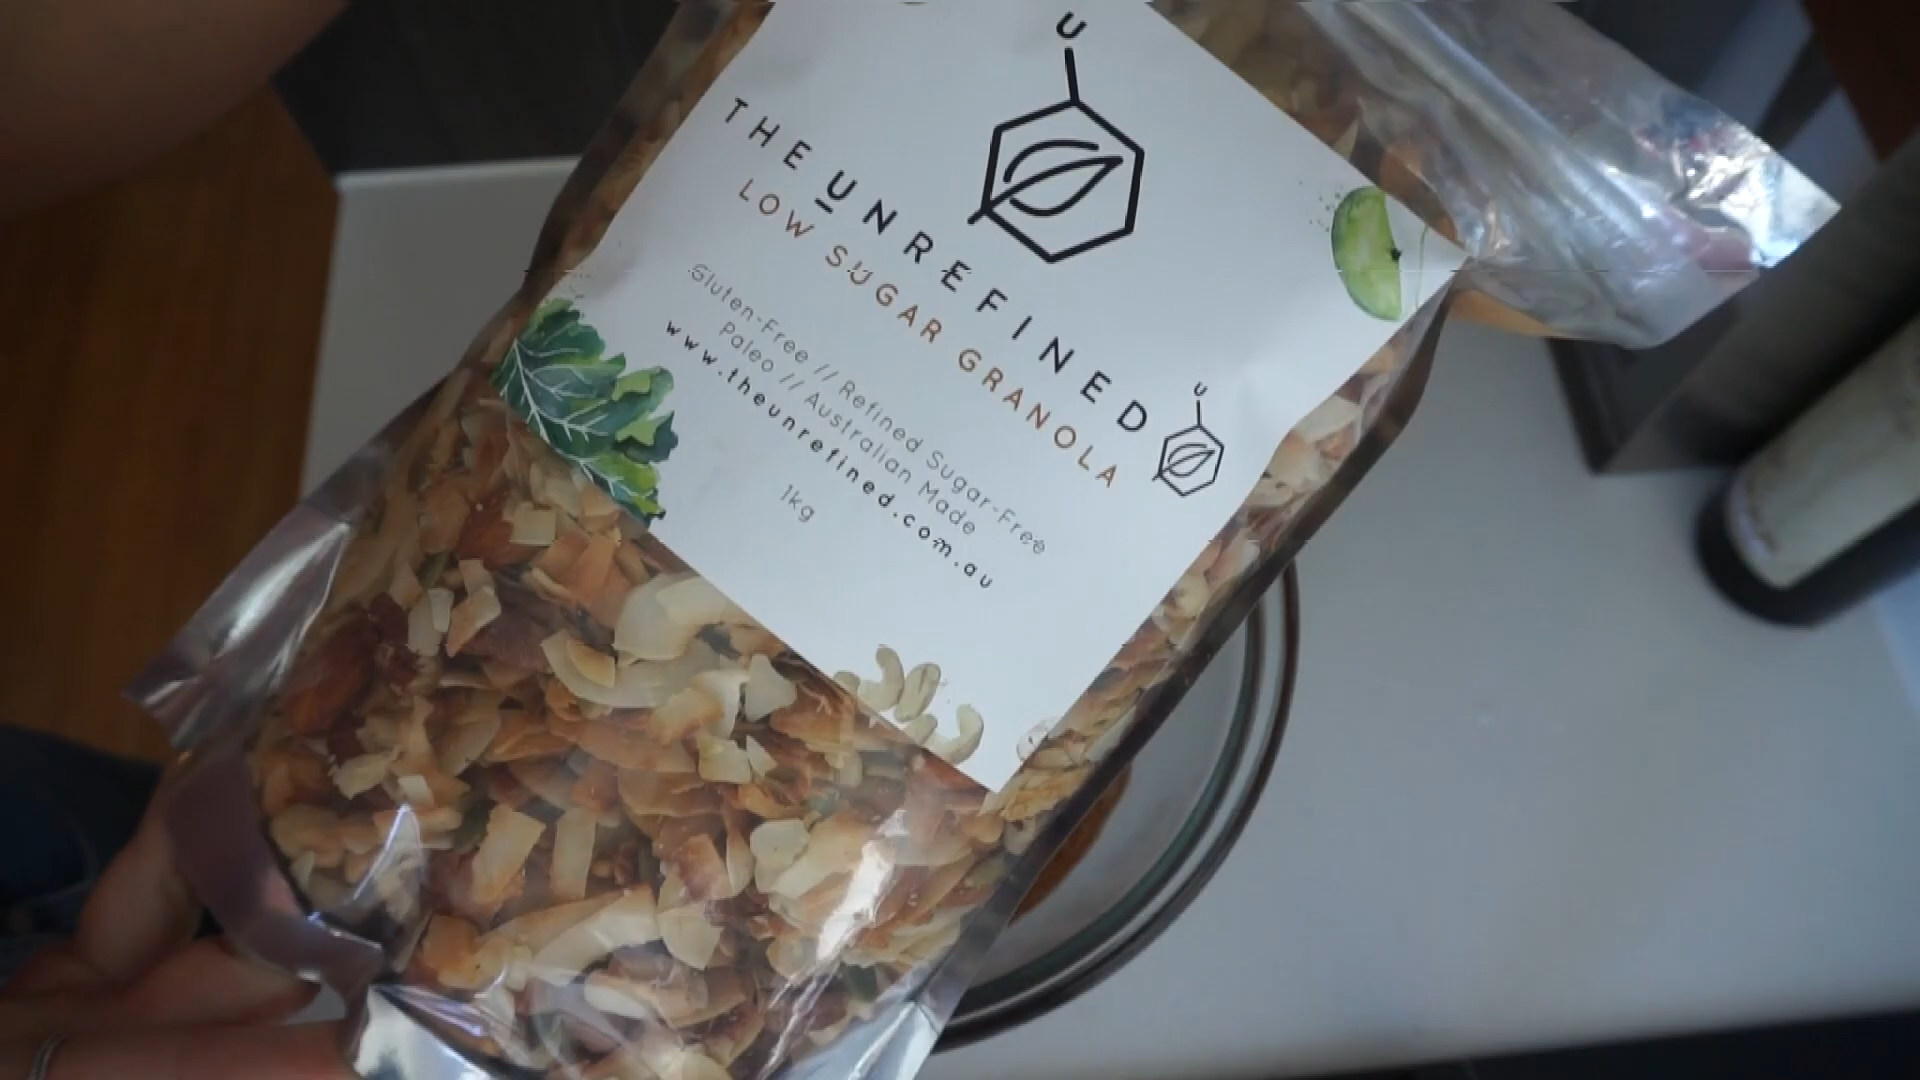 U
THE UNREFINED
LOW SUGAR GRANOLA
U
Gluten-Free // Refined Sugar-Free
Paleo // Australian Made
www.theunrefined.com.au
1kg